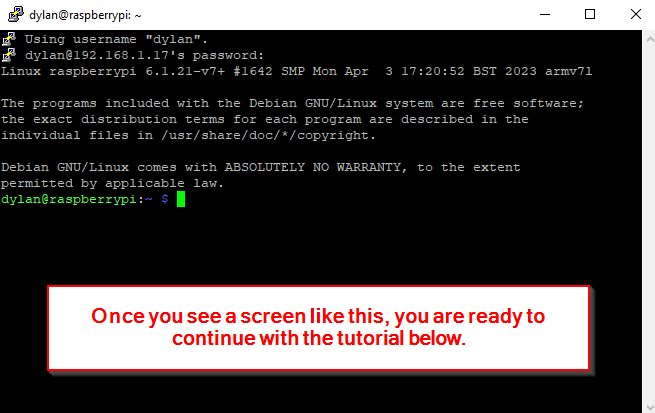 dylan@raspberrypi: ~
Using username "dylan".
dylan@192.168.1.17's password:
Linux raspberrypi 6.1.21-v7+ #1642 SMP Mon Apr  3 17:20:52 BST 2023 armv7l
The programs included with the Debian GNU/Linux system are free software;
the exact distribution terms for each program are described in the
individual files in /usr/share/doc/*/copyright.
Debian GNU/Linux comes with ABSOLUTELY NO WARRANTY, to the extent
permitted by applicable law.
dylan@raspberrypi:~ $
Once you see a screen like this, you are ready to
continue with the tutorial below.